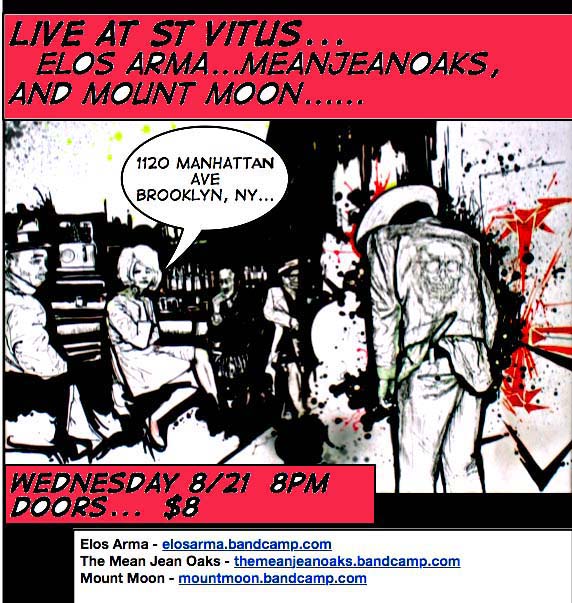 LIVE AT ST VITUS...
ELOS ARMA...MEANJEANOAKS,
AND MOUNT MOON......
1120 MANHATTAN
AVE
BROOKLYN, NY...
WEDNESDAY 8/21 8PM
DOORS... $8
Elos Arma - elosarma.bandcamp.com
The Mean Jean Oaks - themeanjeanoaks.bandcamp.com
Mount Moon - mountmoon.bandcamp.com